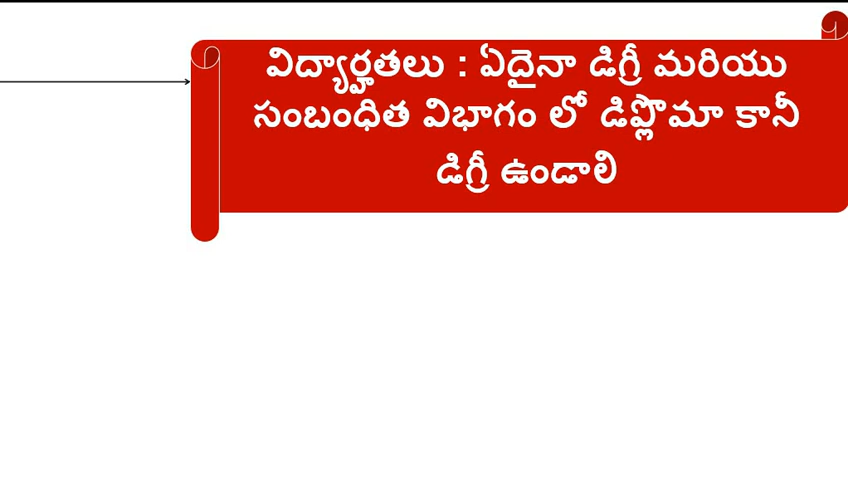 విద్యార్హతలు : ఏదైనా డిగ్రీ మరియు
సంబంధిత విభాగం లో డిప్లొమా కానీ
డిగ్రీ ఉండాలి